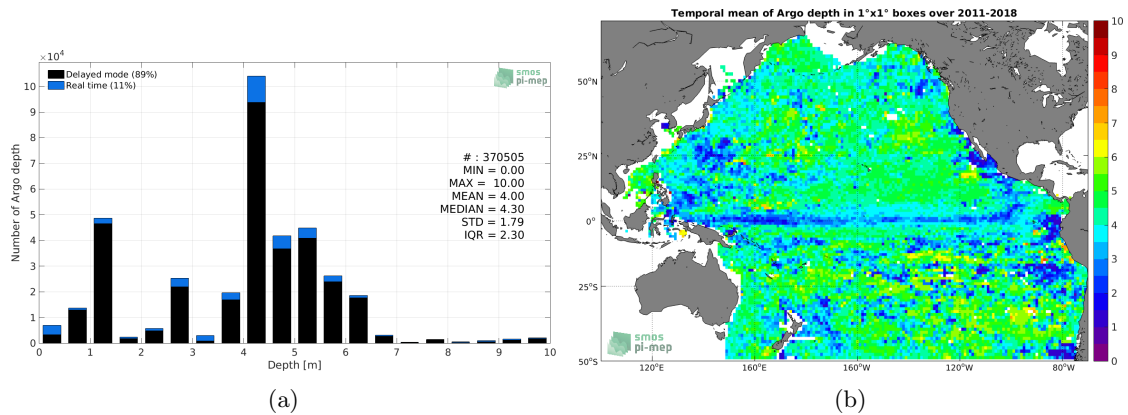 ×10⁴
Delayed mode (89%)
Real time (11%)
smos
pi-mep
# : 370505
MIN = 0.00
MAX = 10.00
MEAN = 4.00
MEDIAN = 4.30
STD = 1.79
IQR = 2.30
Number of Argo depth
10
9
8
7
6
5
4
3
2
1
0
0 1 2 3 4 5 6 7 8 9 10
Depth [m]
(a)
Temporal mean of Argo depth in 1°x1° boxes over 2011-2018
50°N
25°N
0°
25°S
50°S
120°E 160°E 160°W 120°W 80°W
smos
pi-mep
10
9
8
7
6
5
4
3
2
1
0
(b)